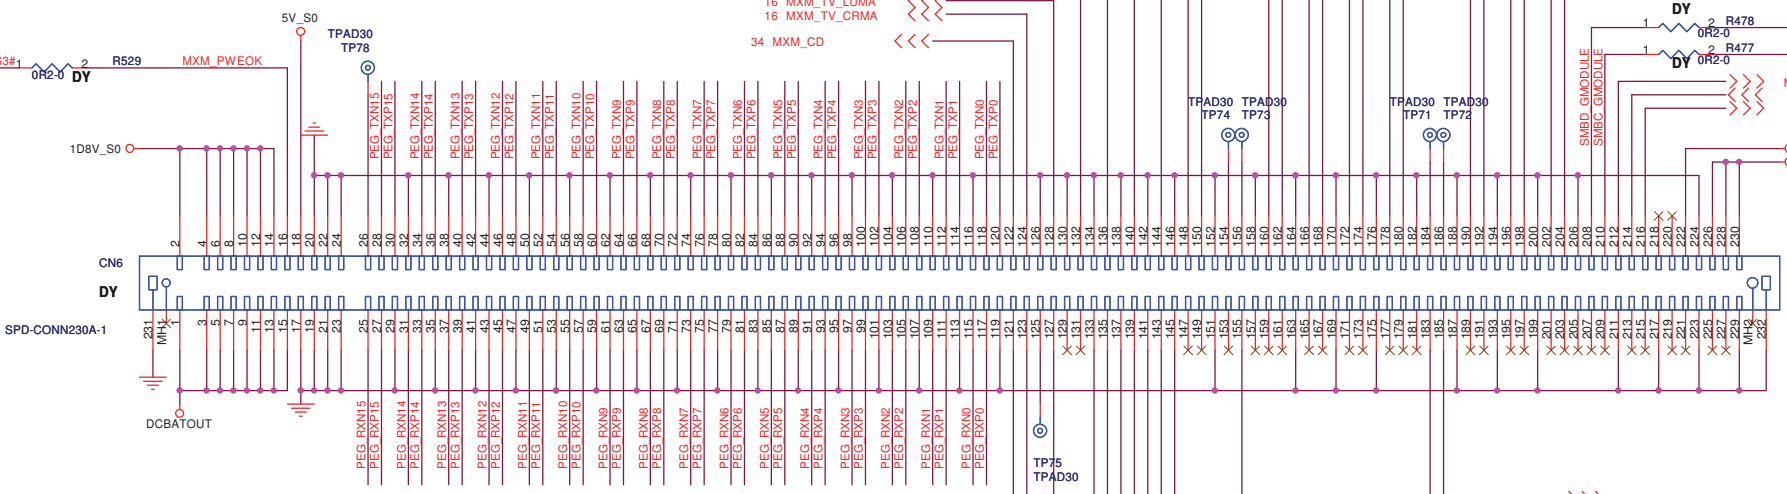 16 MXM_TV_LUMA
16 MXM_TV_CRMA
34 MXM_CD
5V_S0
TPAD30
TP78
S3# 1 2 R529 MXM_PWEOK
0R2-0 DY
DY
1 2 R478
0R2-0
1 2 R477
DY 0R2-0
SMBD_GMODULE
SMBC_GMODULE
TPAD30 TPAD30
TP74 TP73
TPAD30 TPAD30
TP71 TP72
1D8V_S0
PEG_TXN15
PEG_TXP15
PEG_TXN14
PEG_TXP14
PEG_TXN13
PEG_TXP13
PEG_TXN12
PEG_TXP12
PEG_TXN11
PEG_TXP11
PEG_TXN10
PEG_TXP10
PEG_TXN9
PEG_TXP9
PEG_TXN8
PEG_TXP8
PEG_TXN7
PEG_TXP7
PEG_TXN6
PEG_TXP6
PEG_TXN5
PEG_TXP5
PEG_TXN4
PEG_TXP4
PEG_TXN3
PEG_TXP3
PEG_TXN2
PEG_TXP2
PEG_TXN1
PEG_TXP1
PEG_TXN0
PEG_TXP0
2 4 6 8 10 12 14 16 18 20 22 24 26 28 30 32 34 36 38 40 42 44 46 48 50 52 54 56 58 60 62 64 66 68 70 72 74 76 78 80 82 84 86 88 90 92 94 96 98 100 102 104 106 108 110 112 114 116 118 120 122 124 126 128 130 132 134 136 138 140 142 144 146 148 150 152 154 156 158 160 162 164 166 168 170 172 174 176 178 180 182 184 186 188 190 192 194 196 198 200 202 204 206 208 210 212 214 216 218 220 222 224 226 228 230
CN6
DY
SPD-CONN230A-1
231 MH1 1 3 5 7 9 11 13 15 17 19 21 23 25 27 29 31 33 35 37 39 41 43 45 47 49 51 53 55 57 59 61 63 65 67 69 71 73 75 77 79 81 83 85 87 89 91 93 95 97 99 101 103 105 107 109 111 113 115 117 119 121 123 125 127 129 131 133 135 137 139 141 143 145 147 149 151 153 155 157 159 161 163 165 167 169 171 173 175 177 179 181 183 185 187 189 191 193 195 197 199 201 203 205 207 209 211 213 215 217 219 221 223 225 227 229 MH2 232
DCBATOUT
PEG_RXN15
PEG_RXP15
PEG_RXN14
PEG_RXP14
PEG_RXN13
PEG_RXP13
PEG_RXN12
PEG_RXP12
PEG_RXN11
PEG_RXP11
PEG_RXN10
PEG_RXP10
PEG_RXN9
PEG_RXP9
PEG_RXN8
PEG_RXP8
PEG_RXN7
PEG_RXP7
PEG_RXN6
PEG_RXP6
PEG_RXN5
PEG_RXP5
PEG_RXN4
PEG_RXP4
PEG_RXN3
PEG_RXP3
PEG_RXN2
PEG_RXP2
PEG_RXN1
PEG_RXP1
PEG_RXN0
PEG_RXP0
TP75
TPAD30